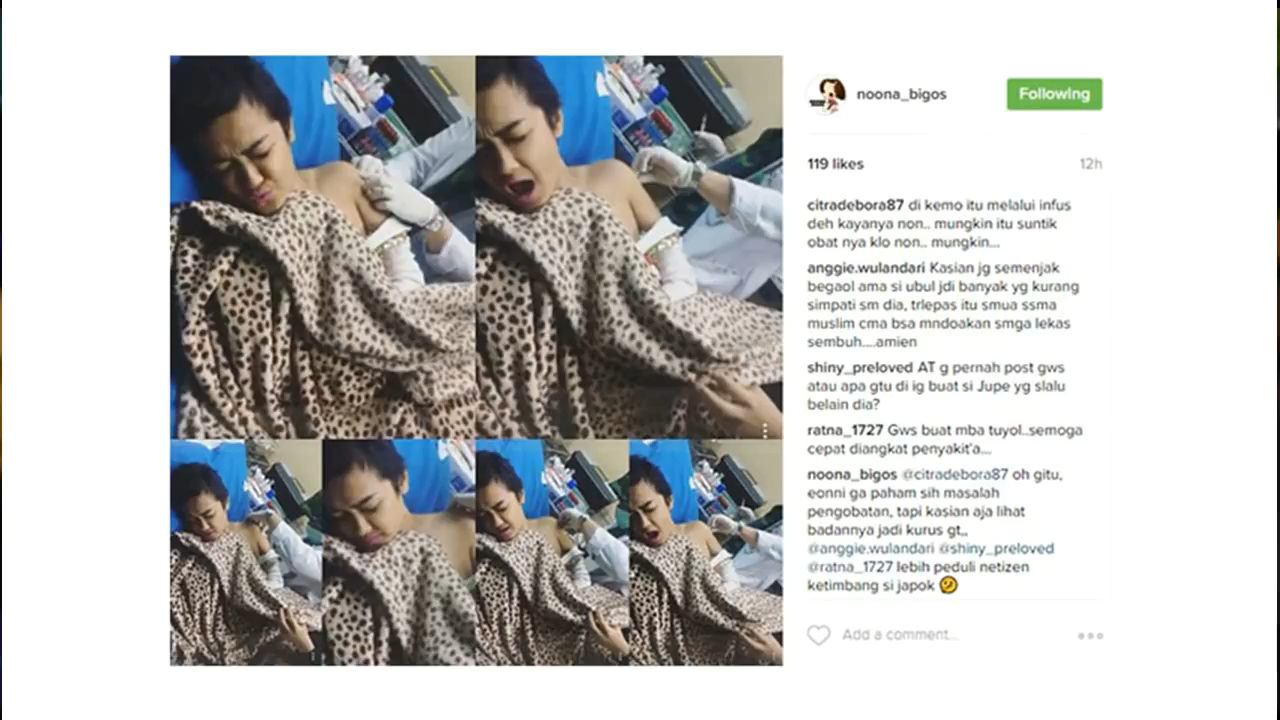 noona_bigos
Following
119 likes
12h
citradebora87 di kemo itu melalui infus
deh kayanya non.. mungkin itu suntik
obat nya klo non.. mungkin...
anggie.wulandari Kasian jg semenjak
begaol ama si ubul jdi banyak yg kurang
simpati sm dia, trlepas itu smua ssma
muslim cma bsa mndoakan smga lekas
sembuh....amien
shiny_preloved AT g pernah post gws
atau apa gtu di ig buat si Jupe yg slalu
belain dia?
ratna_1727 Gws buat mba tuyol..semoga
cepat diangkat penyakit'a...
noona_bigos @citradebora87 oh gitu,
eonni ga paham sih masalah
pengobatan, tapi kasian aja lihat
badannya jadi kurus gt,,
@anggie.wulandari @shiny_preloved
@ratna_1727 lebih peduli netizen
ketimbang si japok
Add a comment...